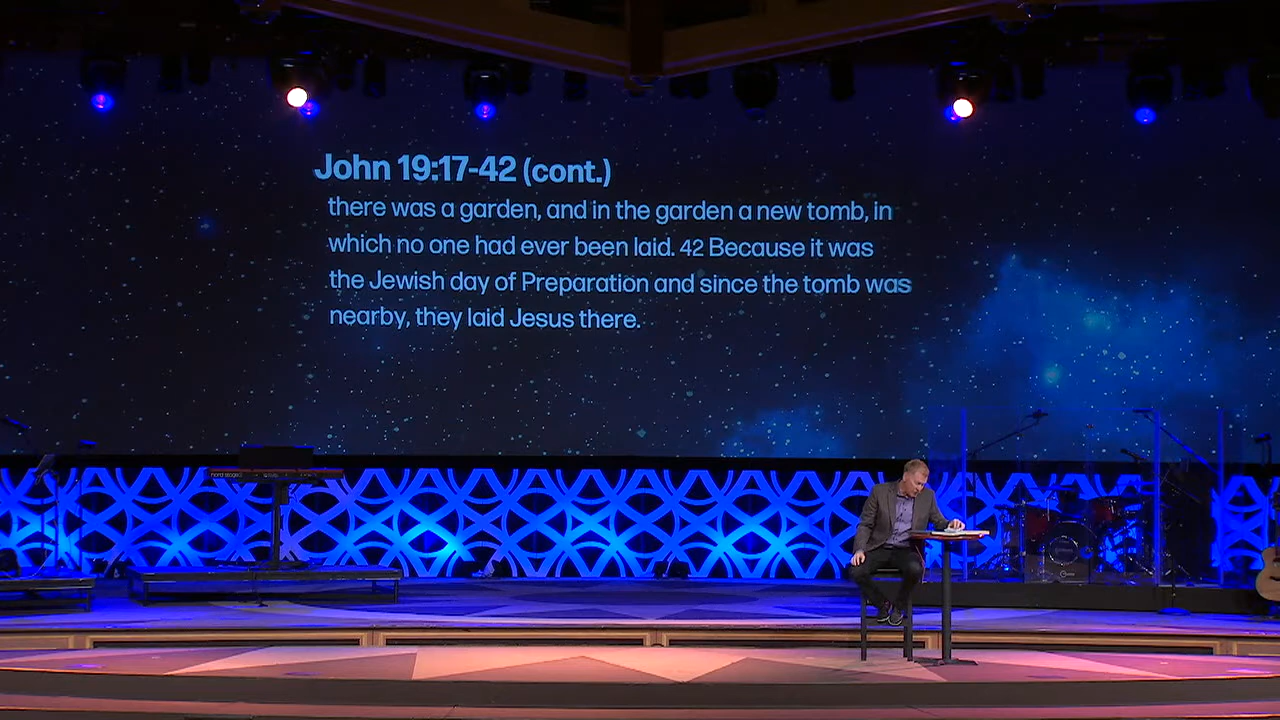 John 19:17-42 (cont.)
there was a garden, and in the garden a new tomb, in
which no one had ever been laid. 42 Because it was
the Jewish day of Preparation and since the tomb was
nearby, they laid Jesus there.